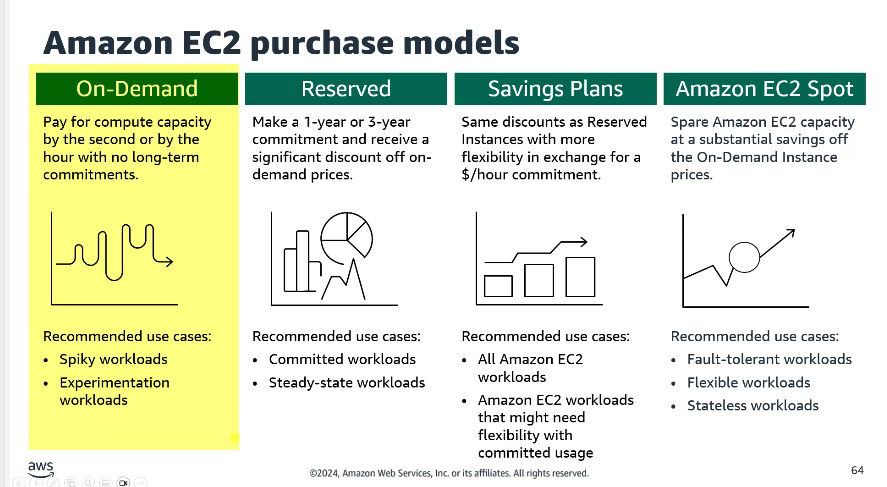 Amazon EC2 purchase models
On-Demand
Pay for compute capacity
by the second or by the
hour with no long-term
commitments.
Recommended use cases:
• Spiky workloads
• Experimentation
workloads
Reserved
Make a 1-year or 3-year
commitment and receive a
significant discount off on-
demand prices.
Recommended use cases:
• Committed workloads
• Steady-state workloads
Savings Plans
Same discounts as Reserved
Instances with more
flexibility in exchange for a
$/hour commitment.
Recommended use cases:
• All Amazon EC2
workloads
• Amazon EC2 workloads
that might need
flexibility with
committed usage
Amazon EC2 Spot
Spare Amazon EC2 capacity
at a substantial savings off
the On-Demand Instance
prices.
Recommended use cases:
• Fault-tolerant workloads
• Flexible workloads
• Stateless workloads
aws
©2024, Amazon Web Services, Inc. or its affiliates. All rights reserved.
64